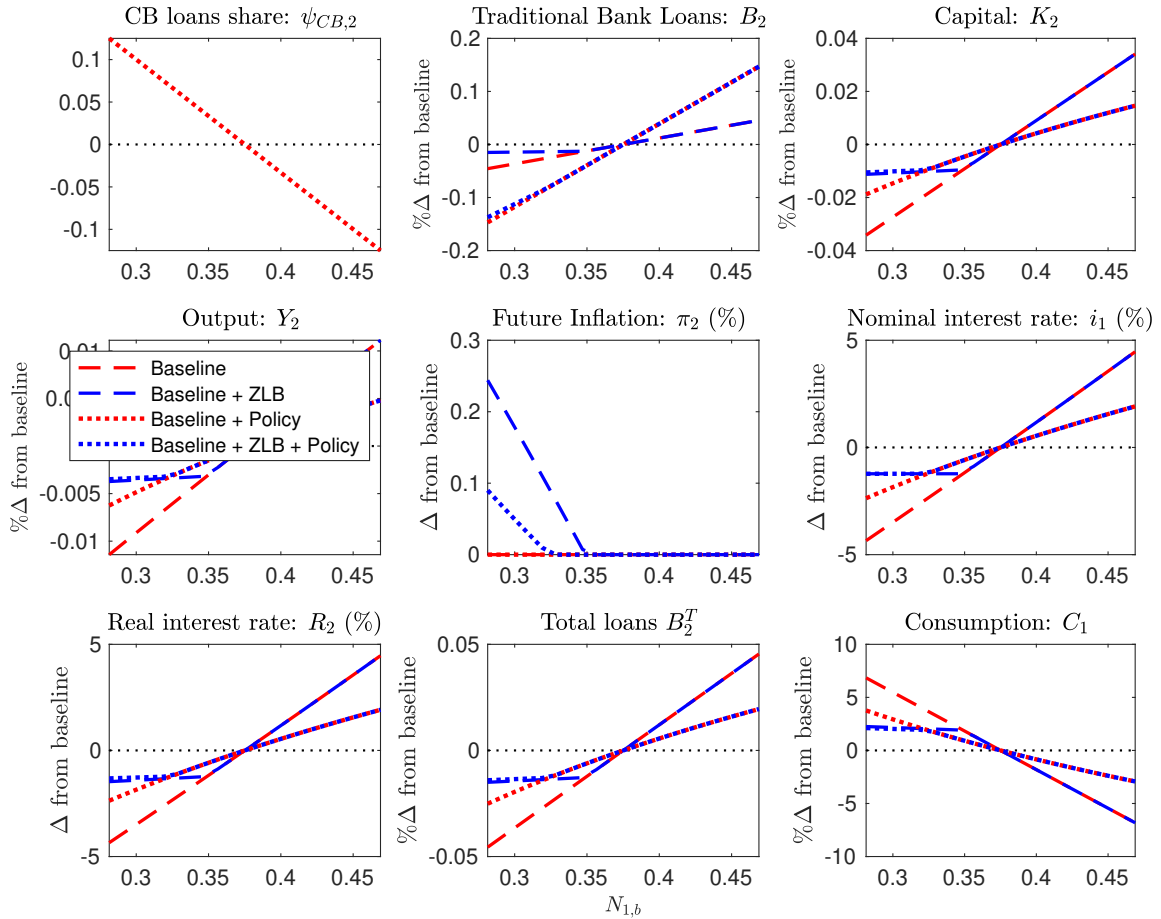 CB loans share: ψ_{CB,2}
Traditional Bank Loans: B_2
Capital: K_2
0.1
0.05
0
-0.05
-0.1
0.3 0.35 0.4 0.45
%Δ from baseline
0.2
0.1
0
-0.1
-0.2
0.3 0.35 0.4 0.45
%Δ from baseline
0.04
0.02
0
-0.02
-0.04
0.3 0.35 0.4 0.45
Output: Y_2
Future Inflation: π_2 (%)
Nominal interest rate: i_1 (%)
%Δ from baseline
Baseline
Baseline + ZLB
Baseline + Policy
Baseline + ZLB + Policy
-0.005
-0.01
0.3 0.35 0.4 0.45
Δ from baseline
0.3
0.2
0.1
0
0.3 0.35 0.4 0.45
Δ from baseline
5
0
-5
0.3 0.35 0.4 0.45
Real interest rate: R_2 (%)
Total loans B_2^T
Consumption: C_1
Δ from baseline
5
0
-5
0.3 0.35 0.4 0.45
%Δ from baseline
0.05
0
-0.05
0.3 0.35 0.4 0.45
N_{1,b}
%Δ from baseline
10
5
0
-5
-10
0.3 0.35 0.4 0.45